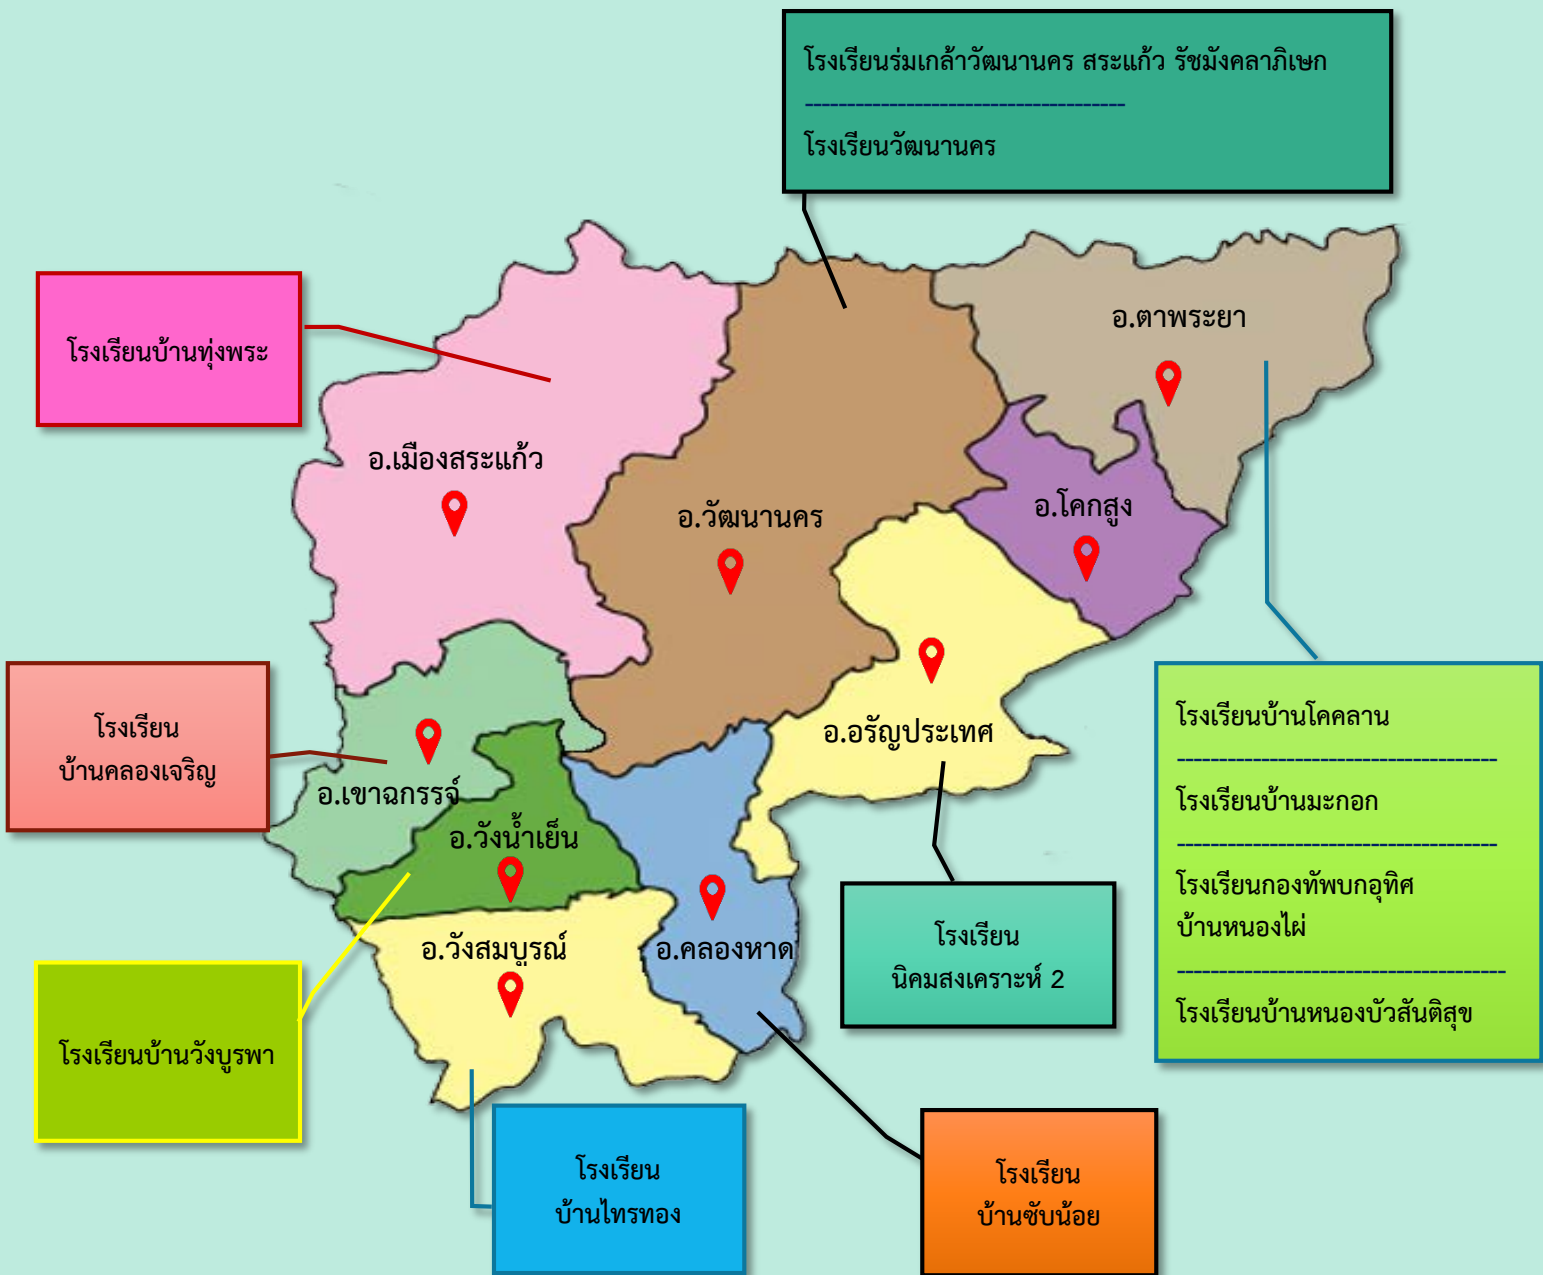 โรงเรียนร่มเกล้าวัฒนานคร สระแก้ว รัชมังคลาภิเษก
--------------------------------------
โรงเรียนวัฒนานคร
โรงเรียนบ้านทุ่งพระ
อ.ตาพระยา
อ.เมืองสระแก้ว
อ.วัฒนานคร
อ.โคกสูง
โรงเรียน
บ้านคลองเจริญ
อ.อรัญประเทศ
อ.เขาฉกรรจ์
อ.วังน้ำเย็น
อ.วังสมบูรณ์
อ.คลองหาด
โรงเรียนบ้านโคคลาน
--------------------------------------
โรงเรียนบ้านมะกอก
--------------------------------------
โรงเรียนกองทัพบกอุทิศ
บ้านหนองไผ่
---------------------------------------
โรงเรียนบ้านหนองบัวสันติสุข
โรงเรียน
นิคมสงเคราะห์ 2
โรงเรียนบ้านวังบูรพา
โรงเรียน
บ้านไทรทอง
โรงเรียน
บ้านซับน้อย